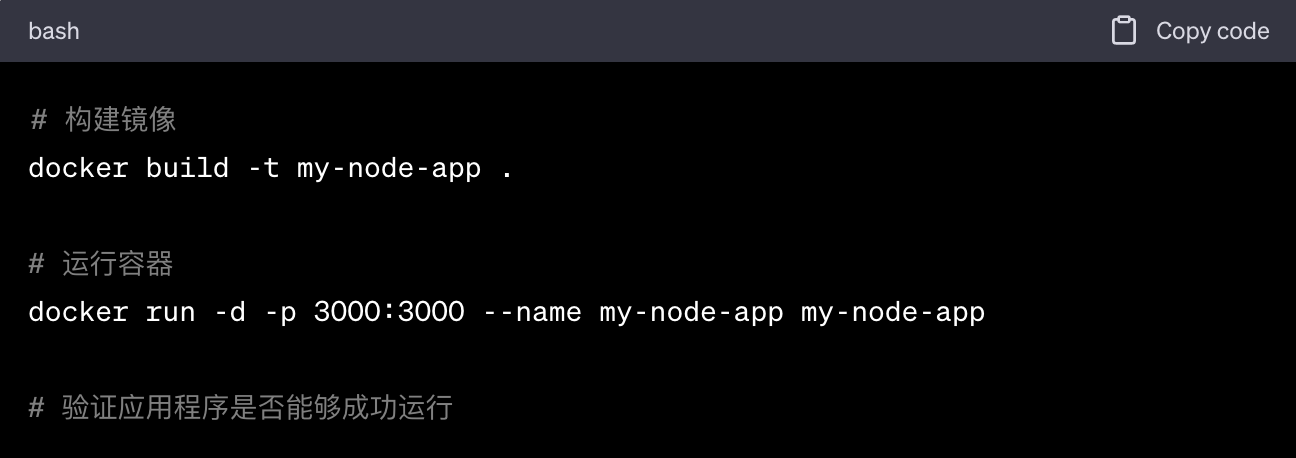 bash
Copy code
# 构建镜像
docker build -t my-node-app .
# 运行容器
docker run -d -p 3000:3000 --name my-node-app my-node-app
# 验证应用程序是否能够成功运行